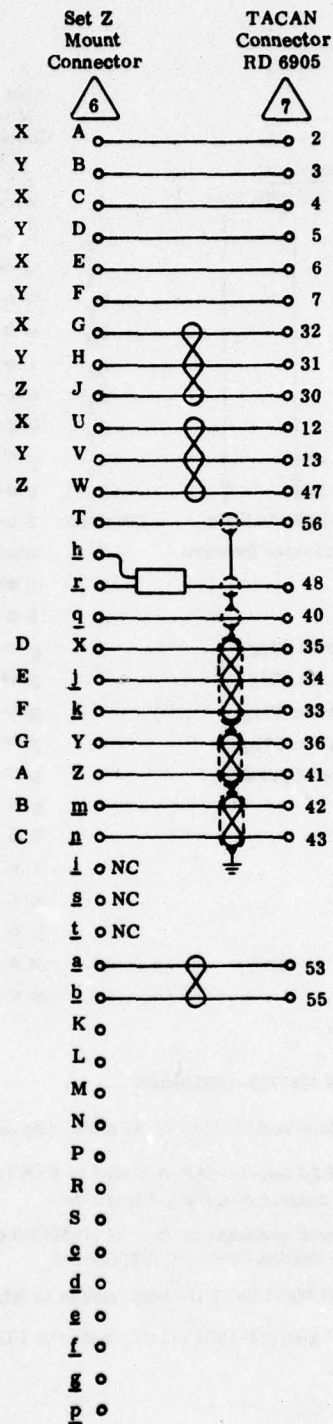 Set Z TACAN
Mount Connector
Connector RD 6905
6 7
X A 2
Y B 3
X C 4
Y D 5
X E 6
Y F 7
X G 32
Y H 31
Z J 30
X U 12
Y V 13
Z W 47
T 56
h
r 48
q 40
D X 35
E j 34
F k 33
G Y 36
A Z 41
B m 42
C n 43
i NC
s NC
t NC
a 53
b 55
K
L
M
N
P
R
S
c
d
e
f
g
p